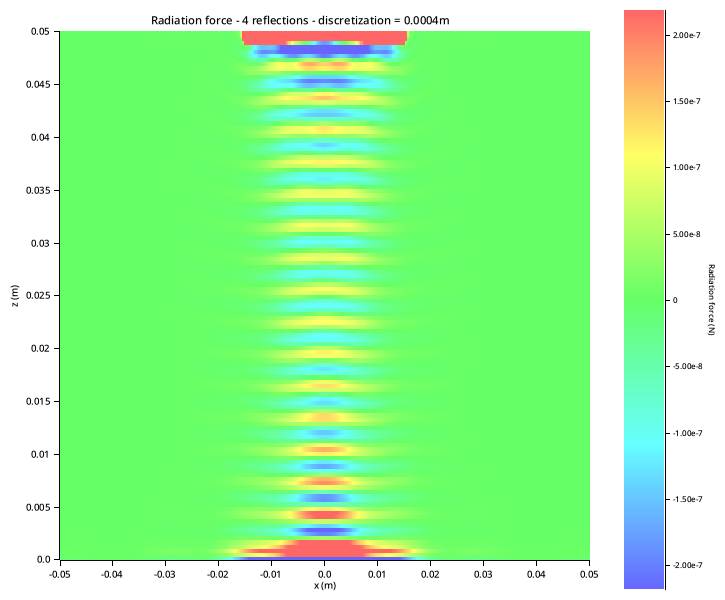 Radiation force - 4 reflections - discretization = 0.0004m
0.05
0.045
0.04
0.035
0.03
0.025
0.02
0.015
0.01
0.005
0.0
z (m)
-0.05 -0.04 -0.03 -0.02 -0.01 0.0 0.01 0.02 0.03 0.04 0.05
x (m)
2.00e-7
1.50e-7
1.00e-7
5.00e-8
0
-5.00e-8
-1.00e-7
-1.50e-7
-2.00e-7
Radiation force (N)